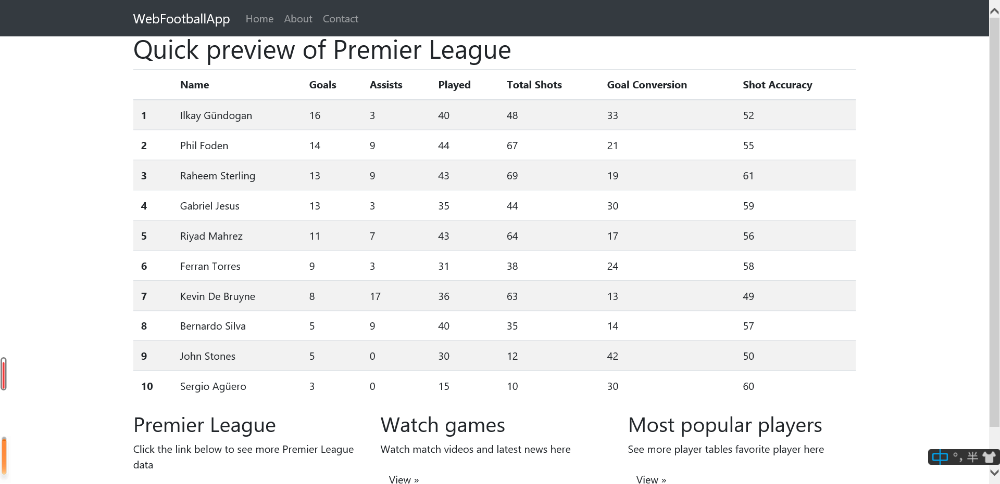 WebFootballApp Home About Contact
Quick preview of Premier League
Name Goals Assists Played Total Shots Goal Conversion Shot Accuracy
1 Ilkay Gündogan 16 3 40 48 33 52
2 Phil Foden 14 9 44 67 21 55
3 Raheem Sterling 13 9 43 69 19 61
4 Gabriel Jesus 13 3 35 44 30 59
5 Riyad Mahrez 11 7 43 64 17 56
6 Ferran Torres 9 3 31 38 24 58
7 Kevin De Bruyne 8 17 36 63 13 49
8 Bernardo Silva 5 9 40 35 14 57
9 John Stones 5 0 30 12 42 50
10 Sergio Agüero 3 0 15 10 30 60
Premier League
Click the link below to see more Premier League
data
Watch games
Watch match videos and latest news here
View »
Most popular players
See more player tables favorite player here
View »
中 °, 半